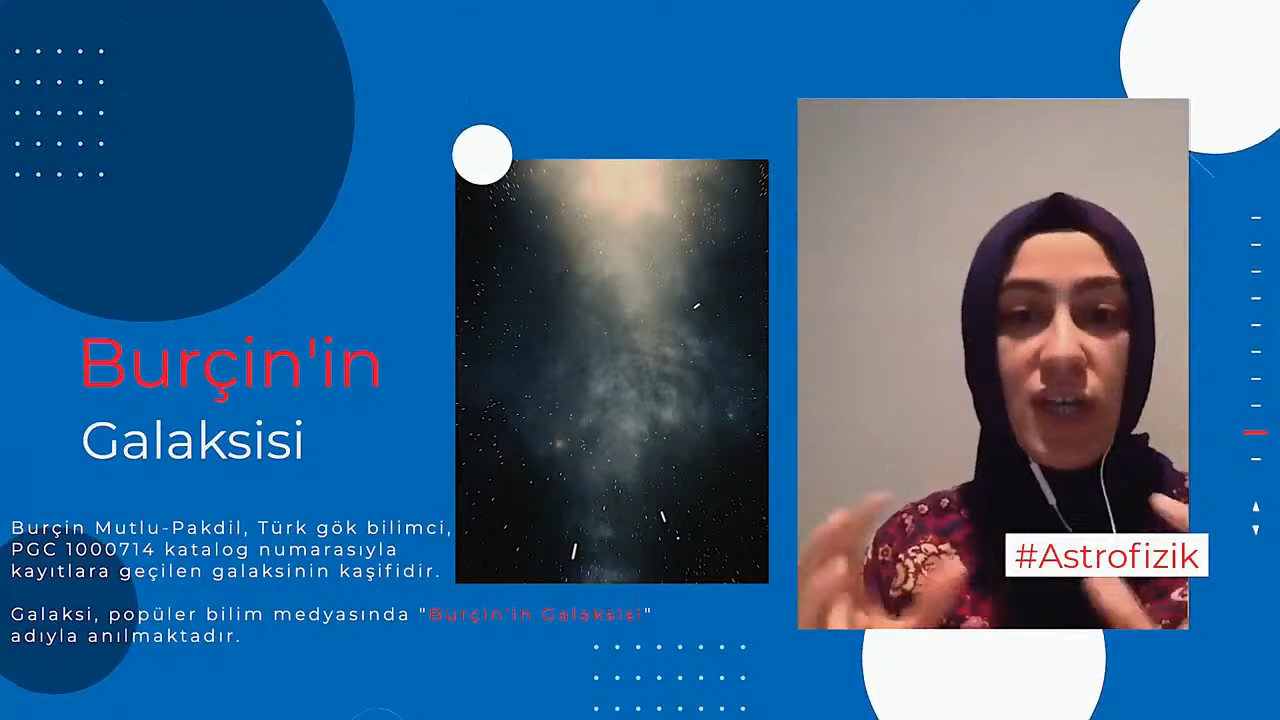 Burçin'in
Galaksisi
Burçin Mutlu-Pakdil, Türk gök bilimci,
PGC 1000714 katalog numarasıyla
kayıtlara geçilen galaksinin kaşifidir.
Galaksi, popüler bilim medyasında "Burçin'in Galaksisi"
adıyla anılmaktadır.
#Astrofizik